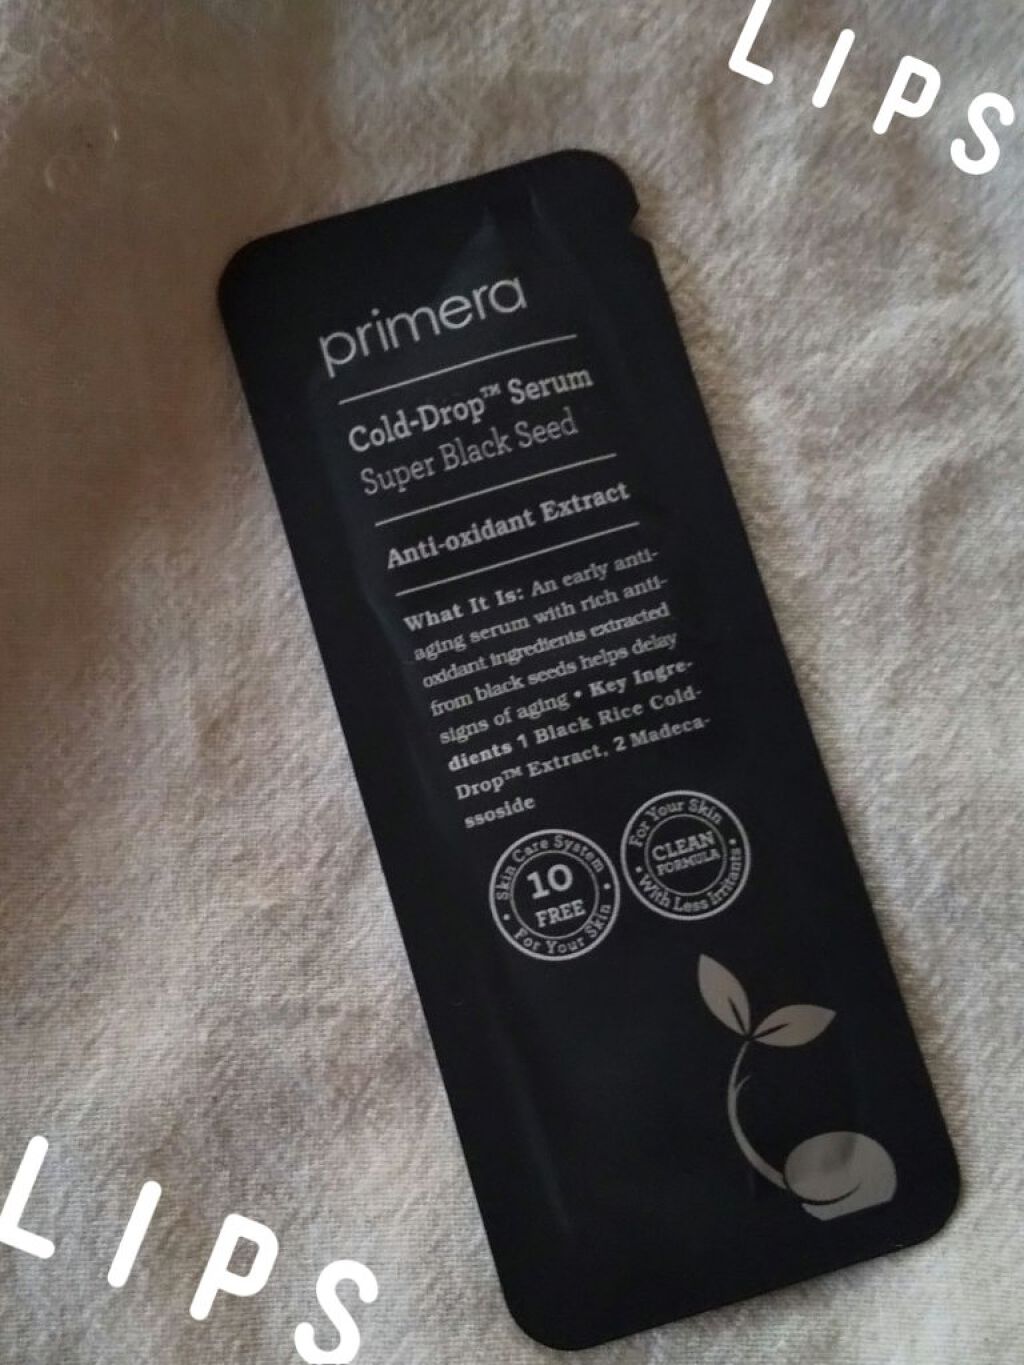 LIPS
primera
Cold-Drop™ Serum
Super Black Seed
Anti-oxidant Extract
What It Is: An early anti-
aging serum with rich anti-
oxidant ingredients extracted
from black seeds helps delay
signs of aging • Key Ingre-
dients 1 Black Rice Cold-
Drop™ Extract, 2 Madeca-
ssoside
Skin Care System
10
FREE
For Your Skin
For Your Skin
CLEAN
FORMULA
With Less Irritants
LIPS